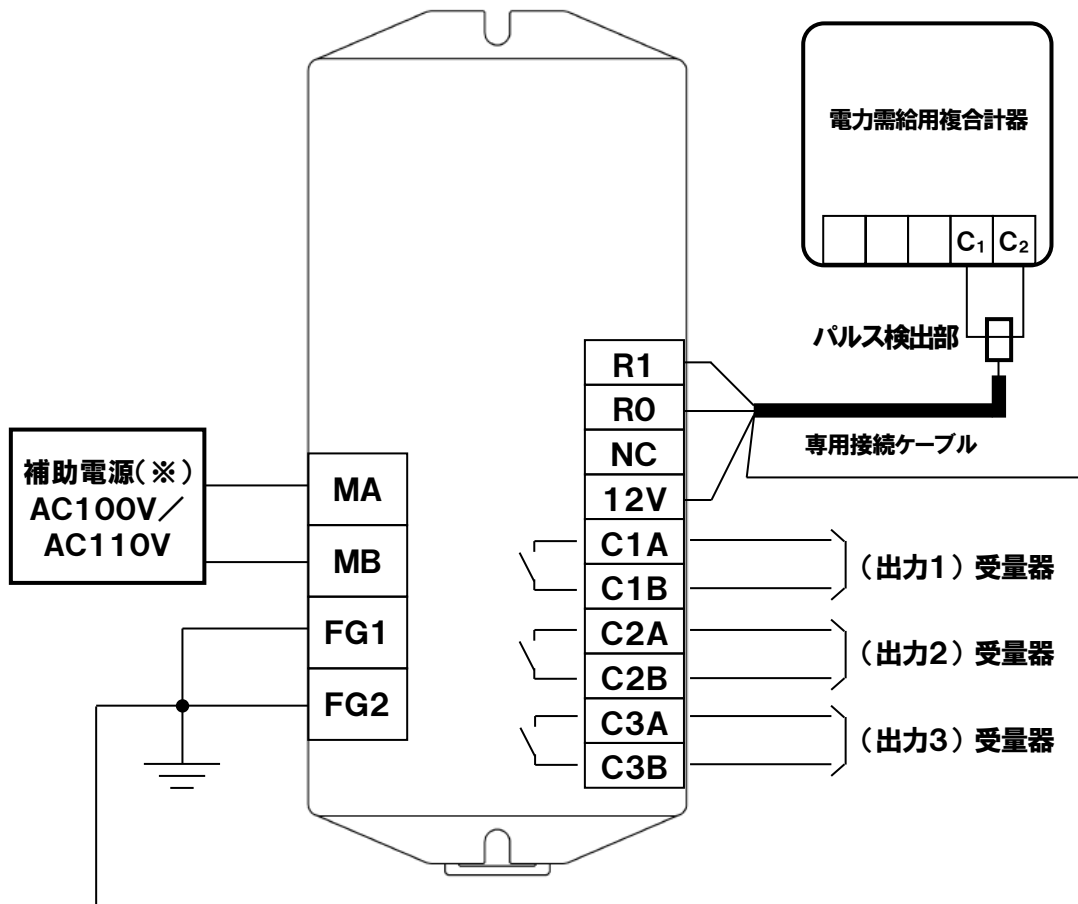 電力需給用複合計器
C₁ C₂
パルス検出部
専用接続ケーブル
補助電源(※)
AC100V／
AC110V
MA
MB
FG1
FG2
R1
R0
NC
12V
C1A
C1B
C2A
C2B
C3A
C3B
(出力1) 受量器
(出力2) 受量器
(出力3) 受量器